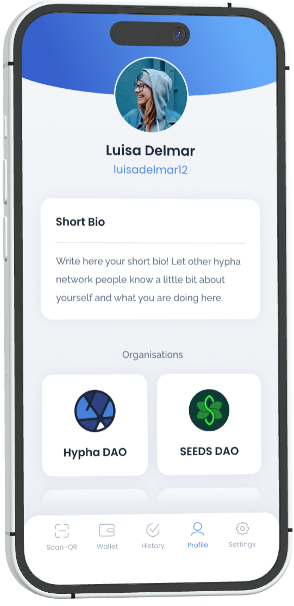 Luisa Delmar
luisadelmar12
Short Bio
Write here your short bio! Let other hypha
network people know a little bit about
yourself and what you are doing here.
Organisations
Hypha DAO
SEEDS DAO
Scan-QR
Wallet
History
Profile
Settings